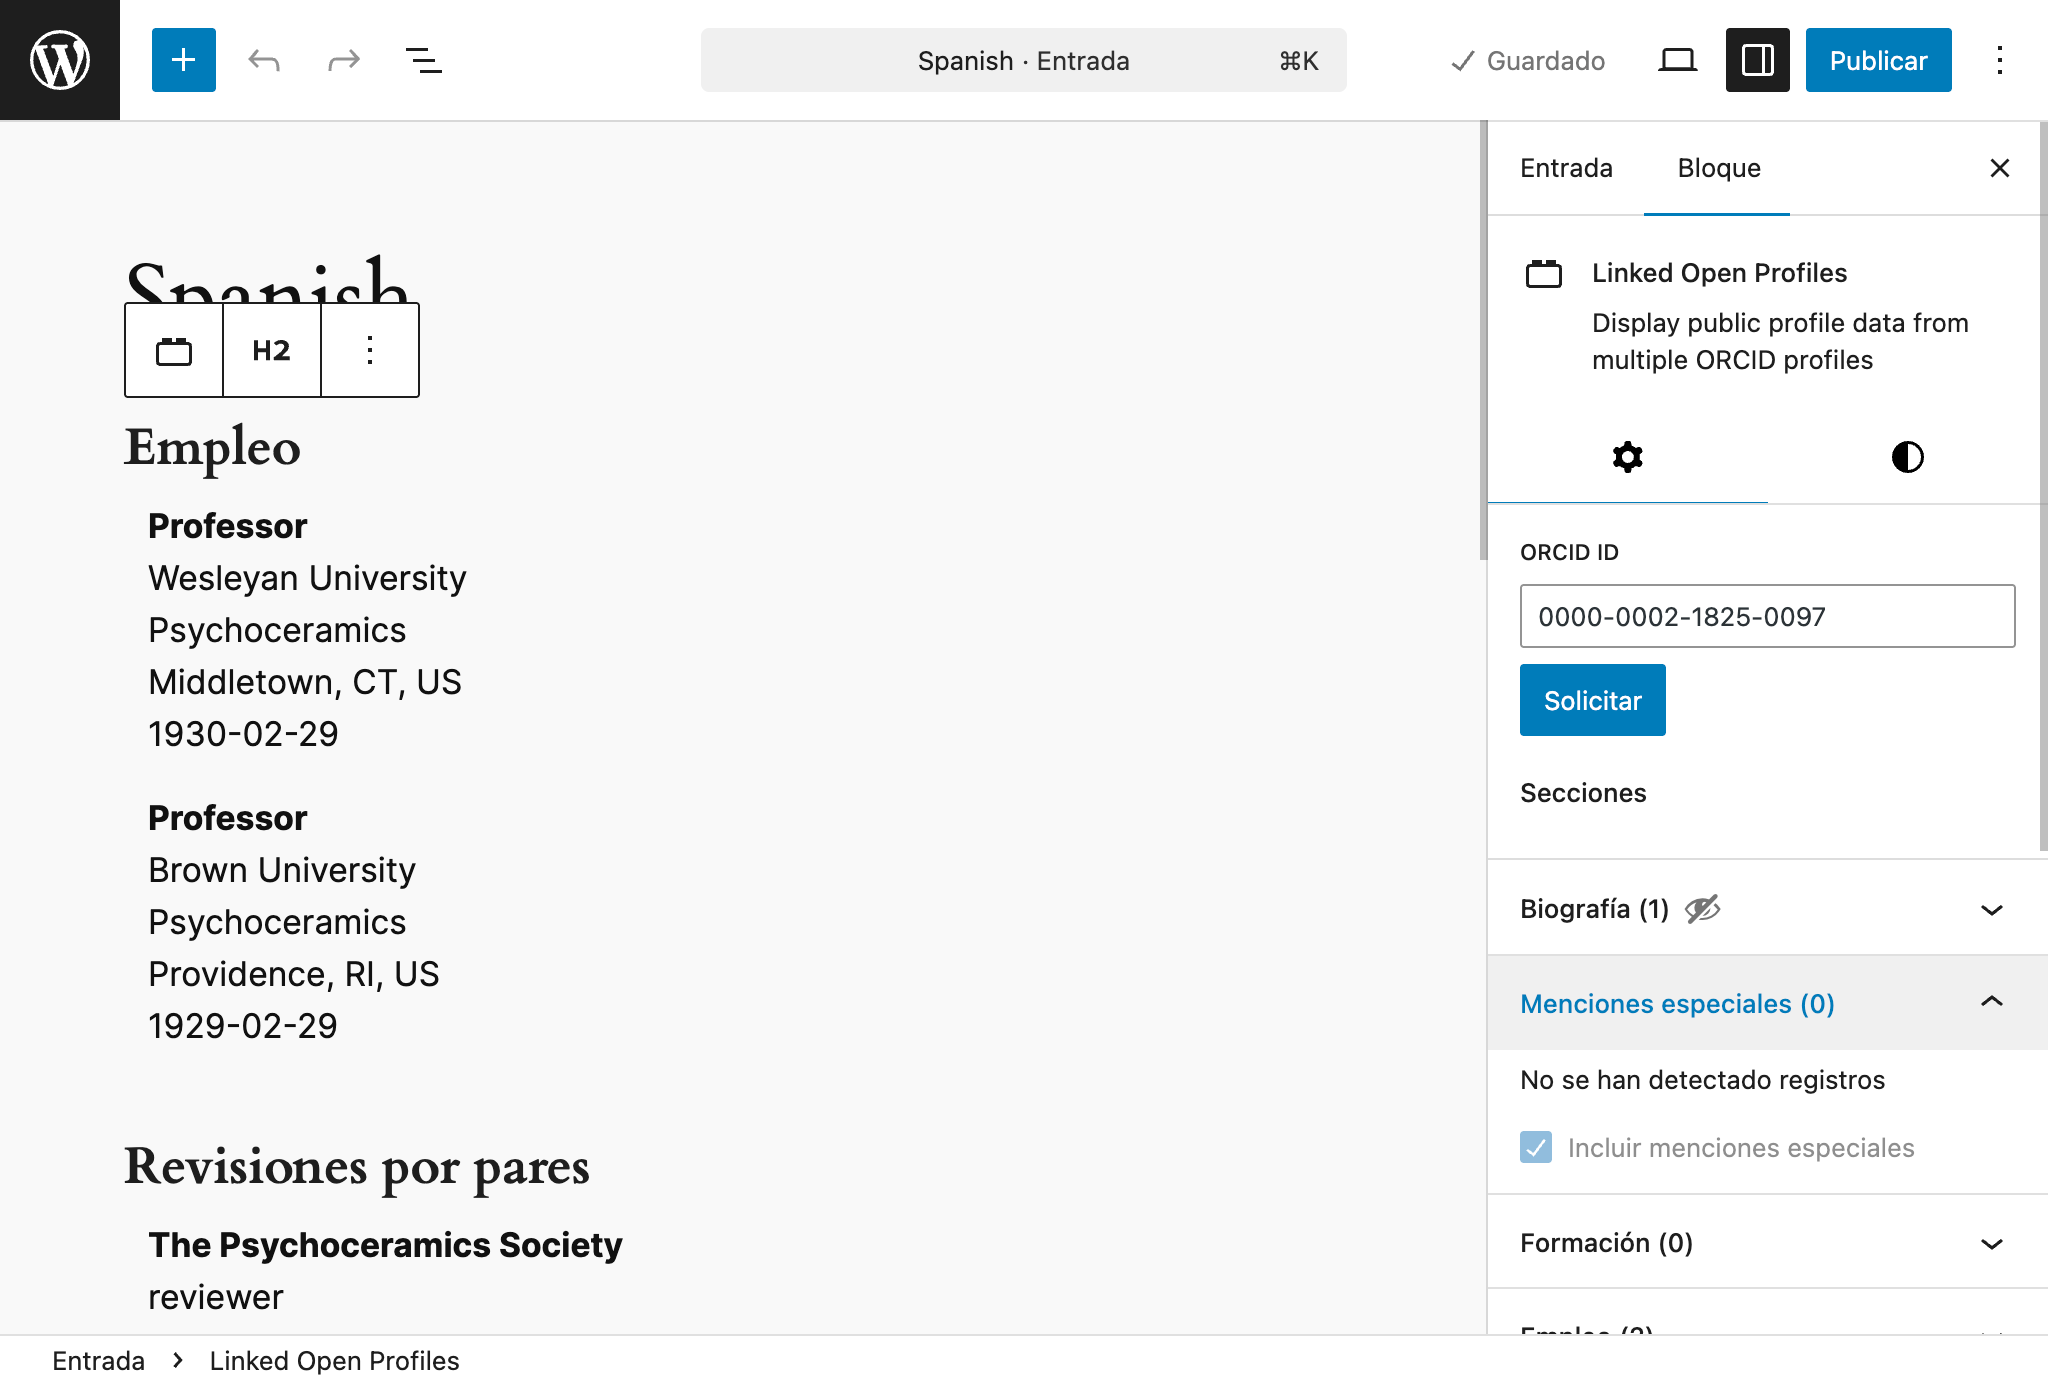 Spanish · Entrada ⌘K
Guardado
Publicar
Spanish
H2
Empleo
Professor
Wesleyan University
Psychoceramics
Middletown, CT, US
1930-02-29
Professor
Brown University
Psychoceramics
Providence, RI, US
1929-02-29
Revisiones por pares
The Psychoceramics Society
reviewer
Entrada Bloque
Linked Open Profiles
Display public profile data from
multiple ORCID profiles
ORCID ID
0000-0002-1825-0097
Solicitar
Secciones
Biografía (1)
Menciones especiales (0)
No se han detectado registros
Incluir menciones especiales
Formación (0)
Empleo (2)
Entrada > Linked Open Profiles